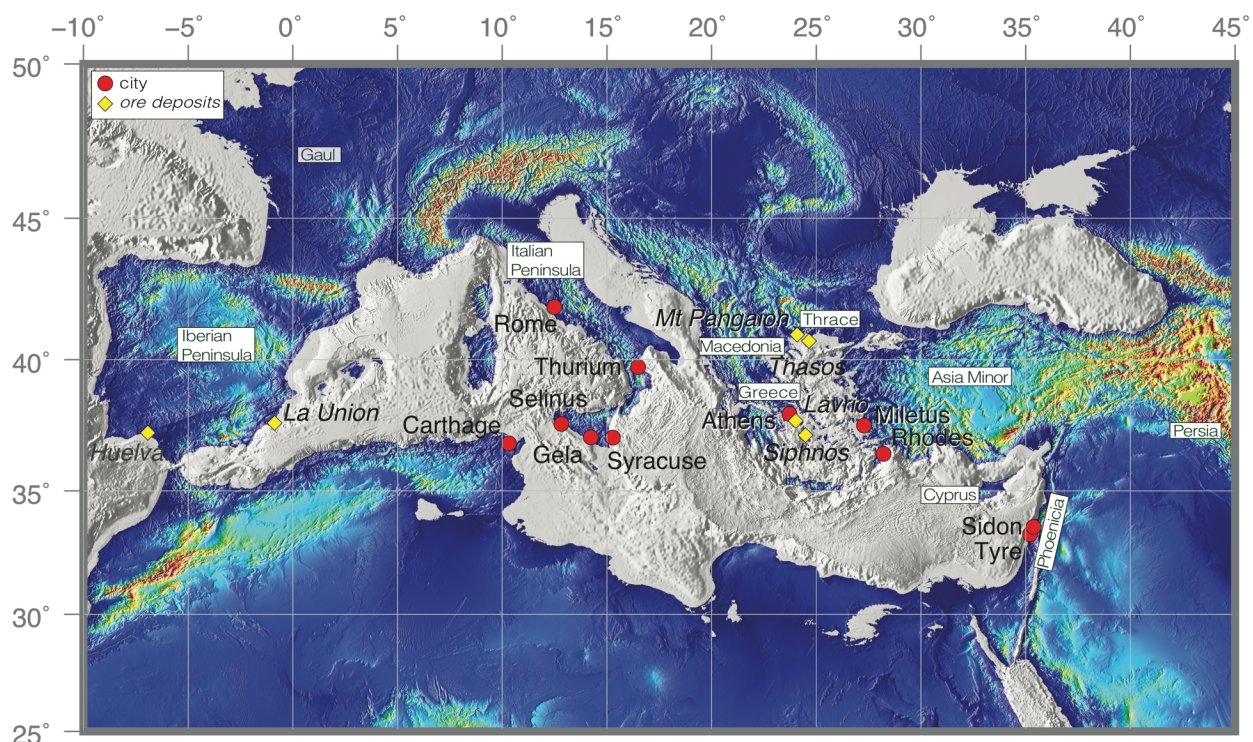 −10° −5° 0° 5° 10° 15° 20° 25° 30° 35° 40° 45°
50°
city
ore deposits
Gaul
45°
Italian
Peninsula
Rome
Mt Pangaion
Thrace
Iberian
Peninsula
Macedonia
40°
Thurium
Thasos
Asia Minor
Greece
Selinus
La Union
Lavrio
Athens
Miletus
Carthage
Persia
Rhodes
Huelva
Gela
Syracuse
Siphnos
35°
Cyprus
Sidon
Phoenicia
Tyre
30°
25°